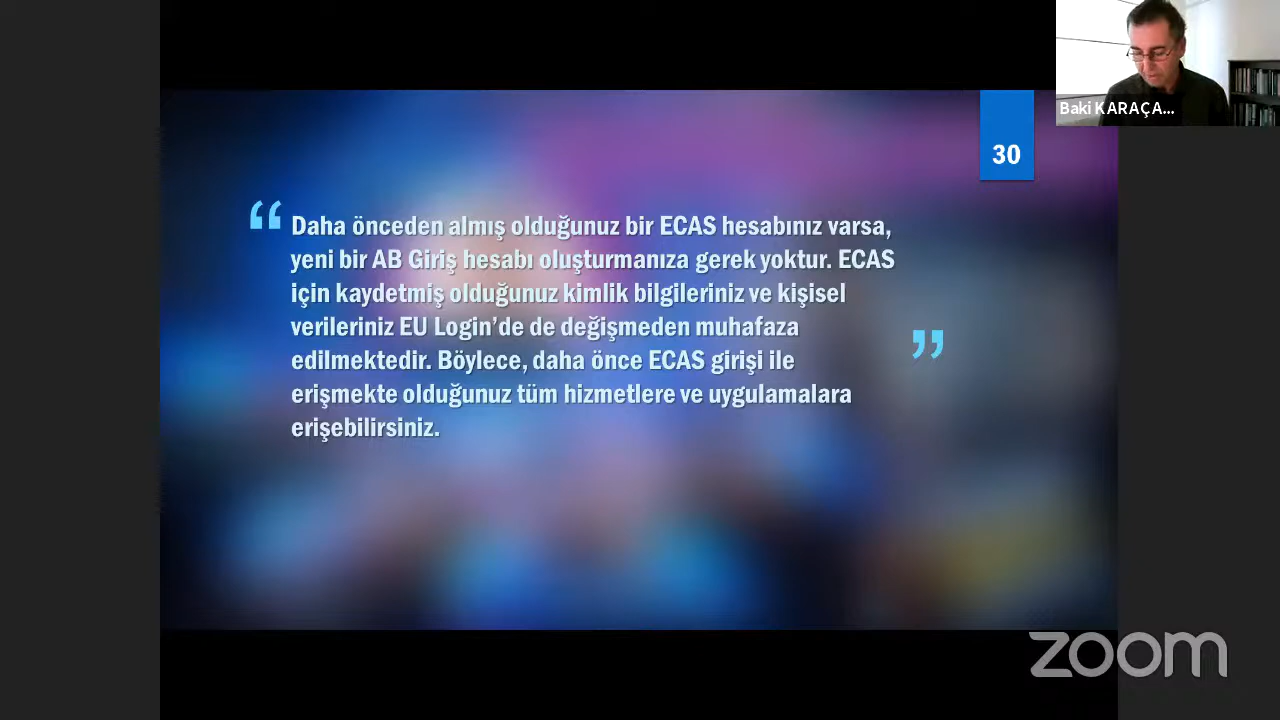 Baki KARAÇA...
30
“ Daha önceden almış olduğunuz bir ECAS hesabınız varsa,
yeni bir AB Giriş hesabı oluşturmanıza gerek yoktur. ECAS
için kaydetmiş olduğunuz kimlik bilgileriniz ve kişisel
verileriniz EU Login’de de değişmeden muhafaza
edilmektedir. Böylece, daha önce ECAS girişi ile
erişmekte olduğunuz tüm hizmetlere ve uygulamalara
erişebilirsiniz. ”
zoom